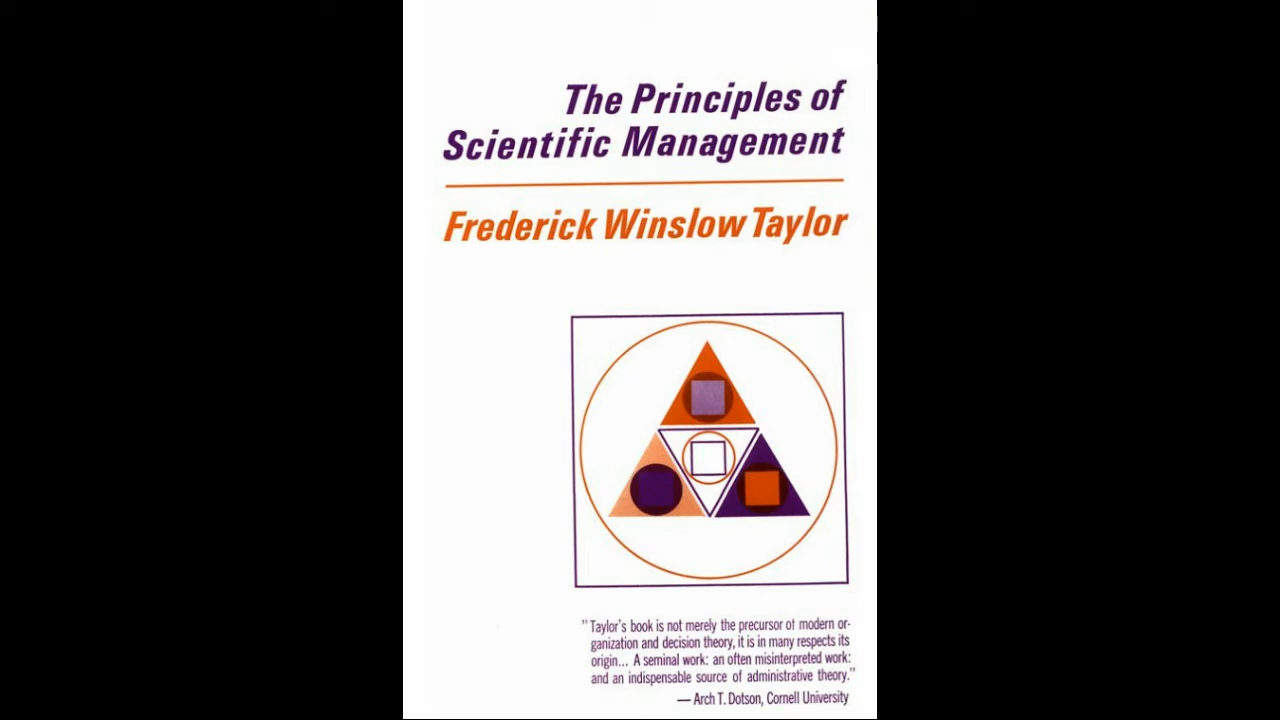 The Principles of
Scientific Management
Frederick Winslow Taylor
"Taylor's book is not merely the precursor of modern or-
ganization and decision theory, it is in many respects its
origin... A seminal work: an often misinterpreted work:
and an indispensable source of administrative theory."
— Arch T. Dotson, Cornell University